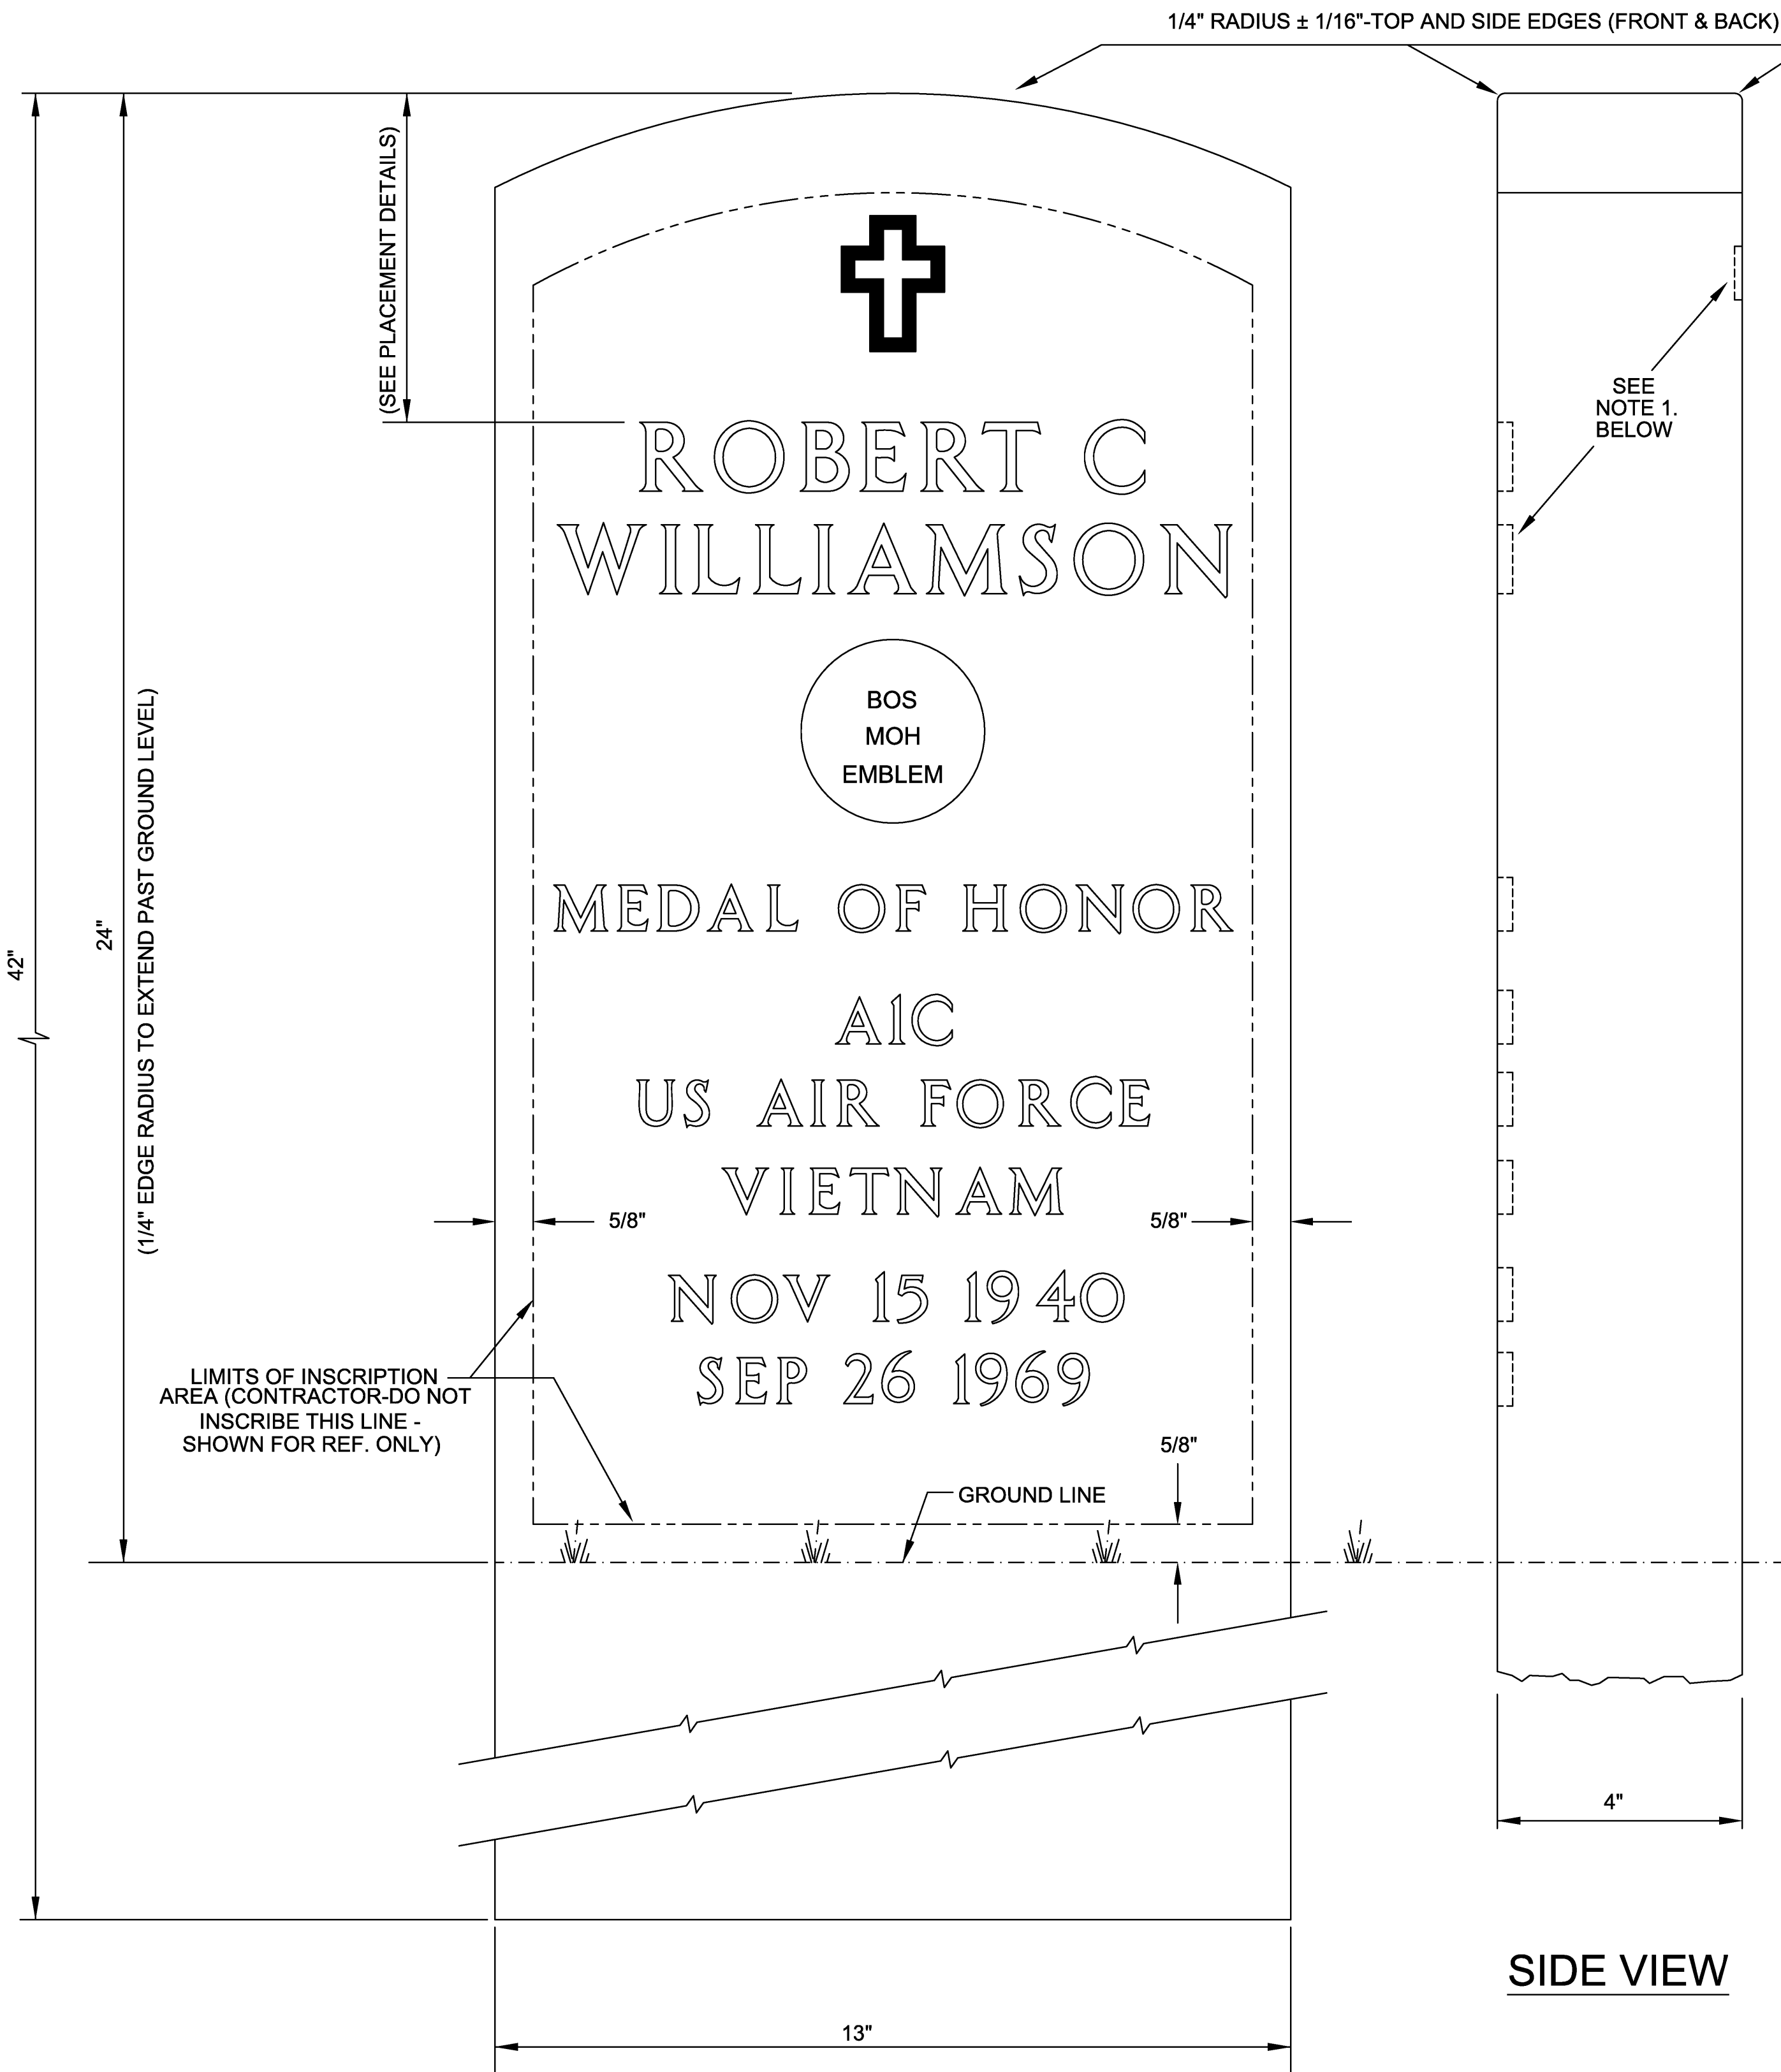 1/4" RADIUS ± 1/16"-TOP AND SIDE EDGES (FRONT & BACK)
(SEE PLACEMENT DETAILS)
ROBERT C
WILLIAMSON
SEE
NOTE 1.
BELOW
BOS
MOH
EMBLEM
MEDAL OF HONOR
42"
24"
(1/4" EDGE RADIUS TO EXTEND PAST GROUND LEVEL)
A1C
US AIR FORCE
VIETNAM
5/8"
5/8"
NOV 15 1940
SEP 26 1969
LIMITS OF INSCRIPTION
AREA (CONTRACTOR-DO NOT
INSCRIBE THIS LINE -
SHOWN FOR REF. ONLY)
5/8"
GROUND LINE
4"
SIDE VIEW
13"